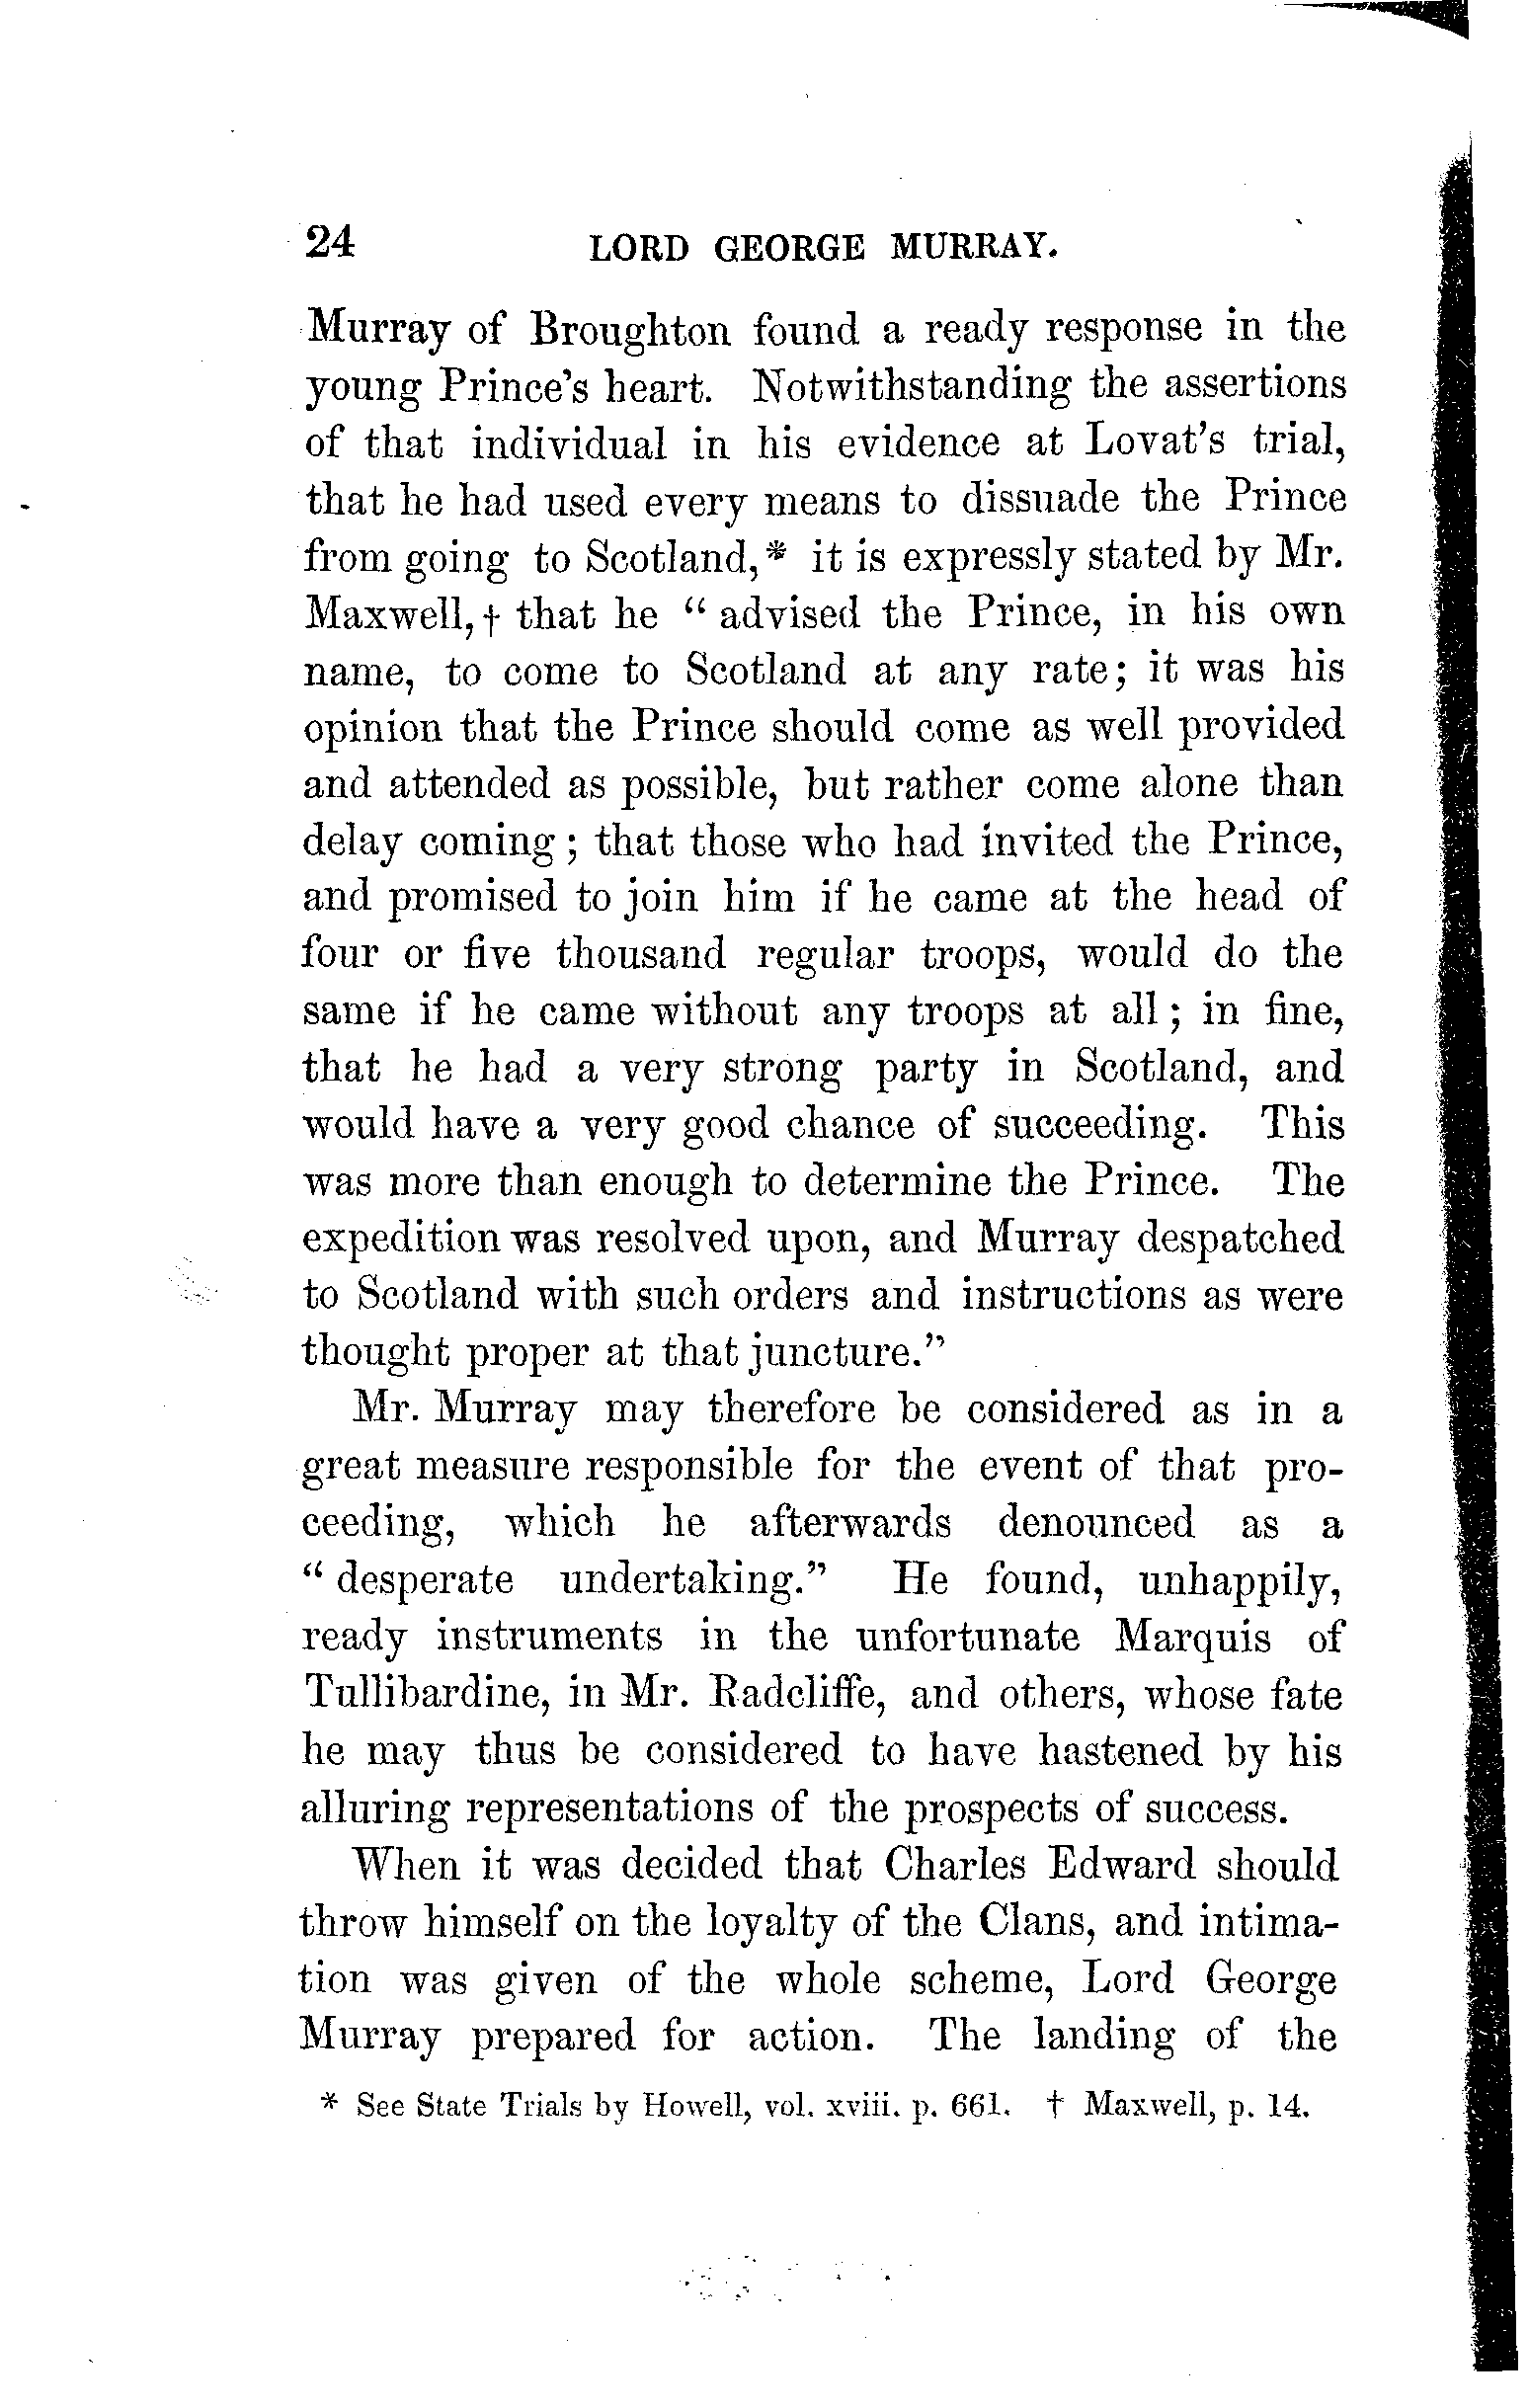 24 LORD GEORGE MURRAY.
Murray of Broughton found a ready response in the
young Prince's heart. Notwithstanding the assertions
of that individual in his evidence at Lovat's trial,
that he had used every means to dissuade the Prince
from going to Scotland,* it is expressly stated by Mr.
Maxwell,† that he “ advised the Prince, in his own
name, to come to Scotland at any rate; it was his
opinion that the Prince should come as well provided
and attended as possible, but rather come alone than
delay coming ; that those who had invited the Prince,
and promised to join him if he came at the head of
four or five thousand regular troops, would do the
same if he came without any troops at all ; in fine,
that he had a very strong party in Scotland, and
would have a very good chance of succeeding. This
was more than enough to determine the Prince. The
expedition was resolved upon, and Murray despatched
to Scotland with such orders and instructions as were
thought proper at that juncture.”
Mr. Murray may therefore be considered as in a
great measure responsible for the event of that pro-
ceeding, which he afterwards denounced as a
“ desperate undertaking.” He found, unhappily,
ready instruments in the unfortunate Marquis of
Tullibardine, in Mr. Radcliffe, and others, whose fate
he may thus be considered to have hastened by his
alluring representations of the prospects of success.
When it was decided that Charles Edward should
throw himself on the loyalty of the Clans, and intima-
tion was given of the whole scheme, Lord George
Murray prepared for action. The landing of the
* See State Trials by Howell, vol. xviii. p. 661. † Maxwell, p. 14.